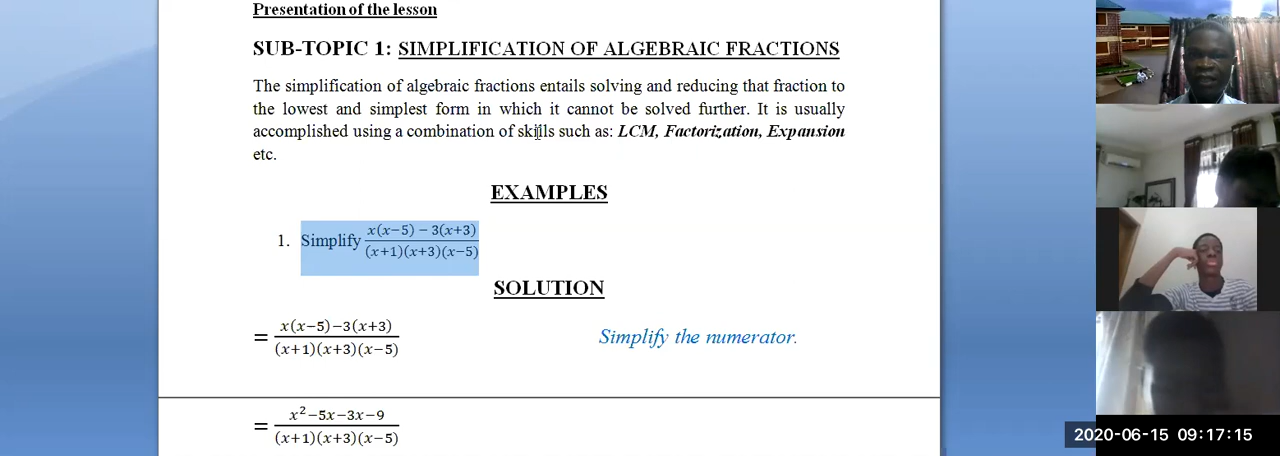 Presentation of the lesson
SUB-TOPIC 1: SIMPLIFICATION OF ALGEBRAIC FRACTIONS
The simplification of algebraic fractions entails solving and reducing that fraction to
the lowest and simplest form in which it cannot be solved further. It is usually
accomplished using a combination of skills such as: LCM, Factorization, Expansion
etc.
EXAMPLES
1. Simplify x(x−5) − 3(x+3) / (x+1)(x+3)(x−5)
SOLUTION
= x(x−5)−3(x+3) / (x+1)(x+3)(x−5) Simplify the numerator.
= x²−5x−3x−9 / (x+1)(x+3)(x−5)
2020-06-15 09:17:15